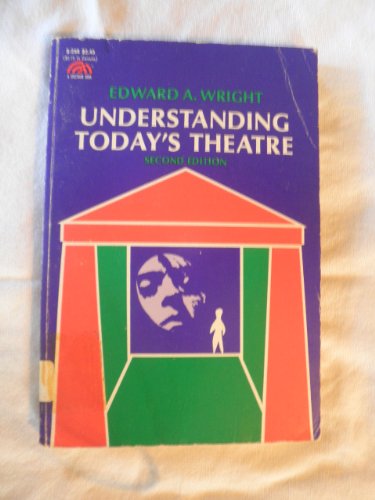 EDWARD A. WRIGHT
UNDERSTANDING
TODAY'S THEATRE
SECOND EDITION